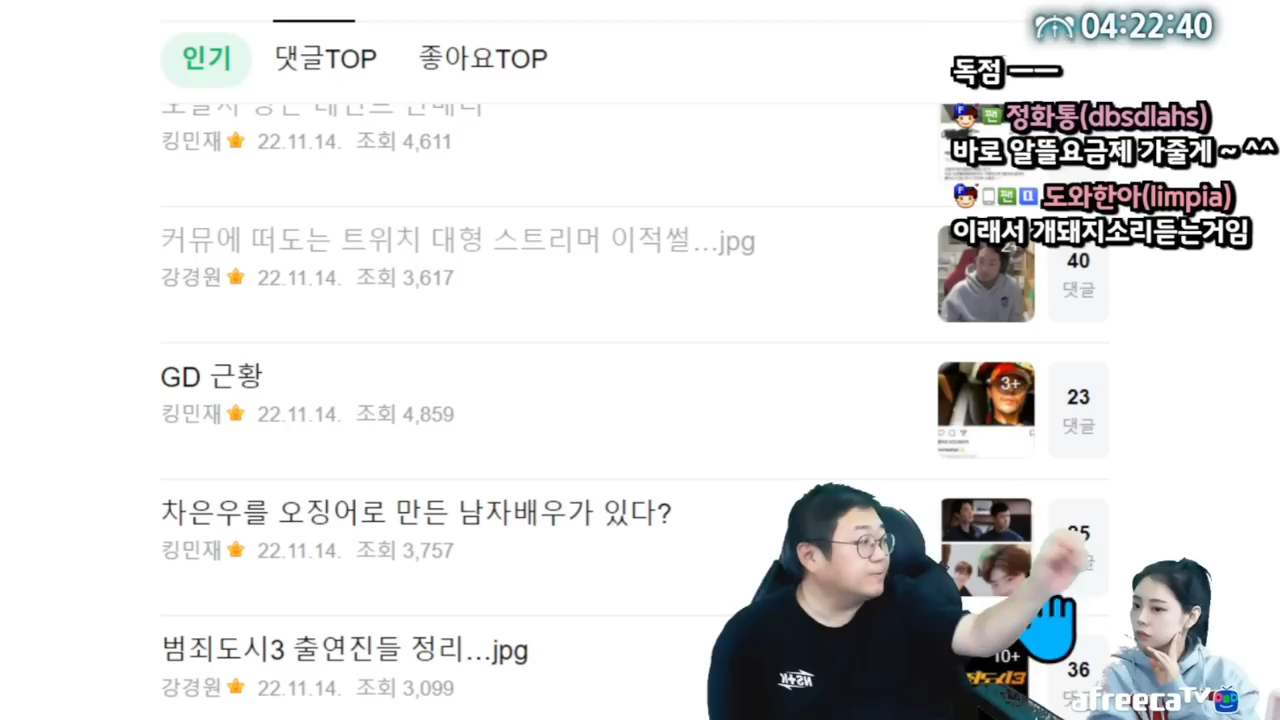 04:22:40
인기
댓글TOP
좋아요TOP
독점 ㅡㅡ
킹민재
22.11.14.
조회 4,611
정화통(dbsdlahs)
바로 알뜰요금제 가줄게 ~ ^^
도와한아(limpia)
이래서 개돼지소리듣는거임
커뮤에 떠도는 트위치 대형 스트리머 이적썰...jpg
강경원
22.11.14.
조회 3,617
40
댓글
GD 근황
킹민재
22.11.14.
조회 4,859
3+
23
댓글
차은우를 오징어로 만든 남자배우가 있다?
킹민재
22.11.14.
조회 3,757
범죄도시3 출연진들 정리...jpg
강경원
22.11.14.
조회 3,099
10+
36
afreecaTV